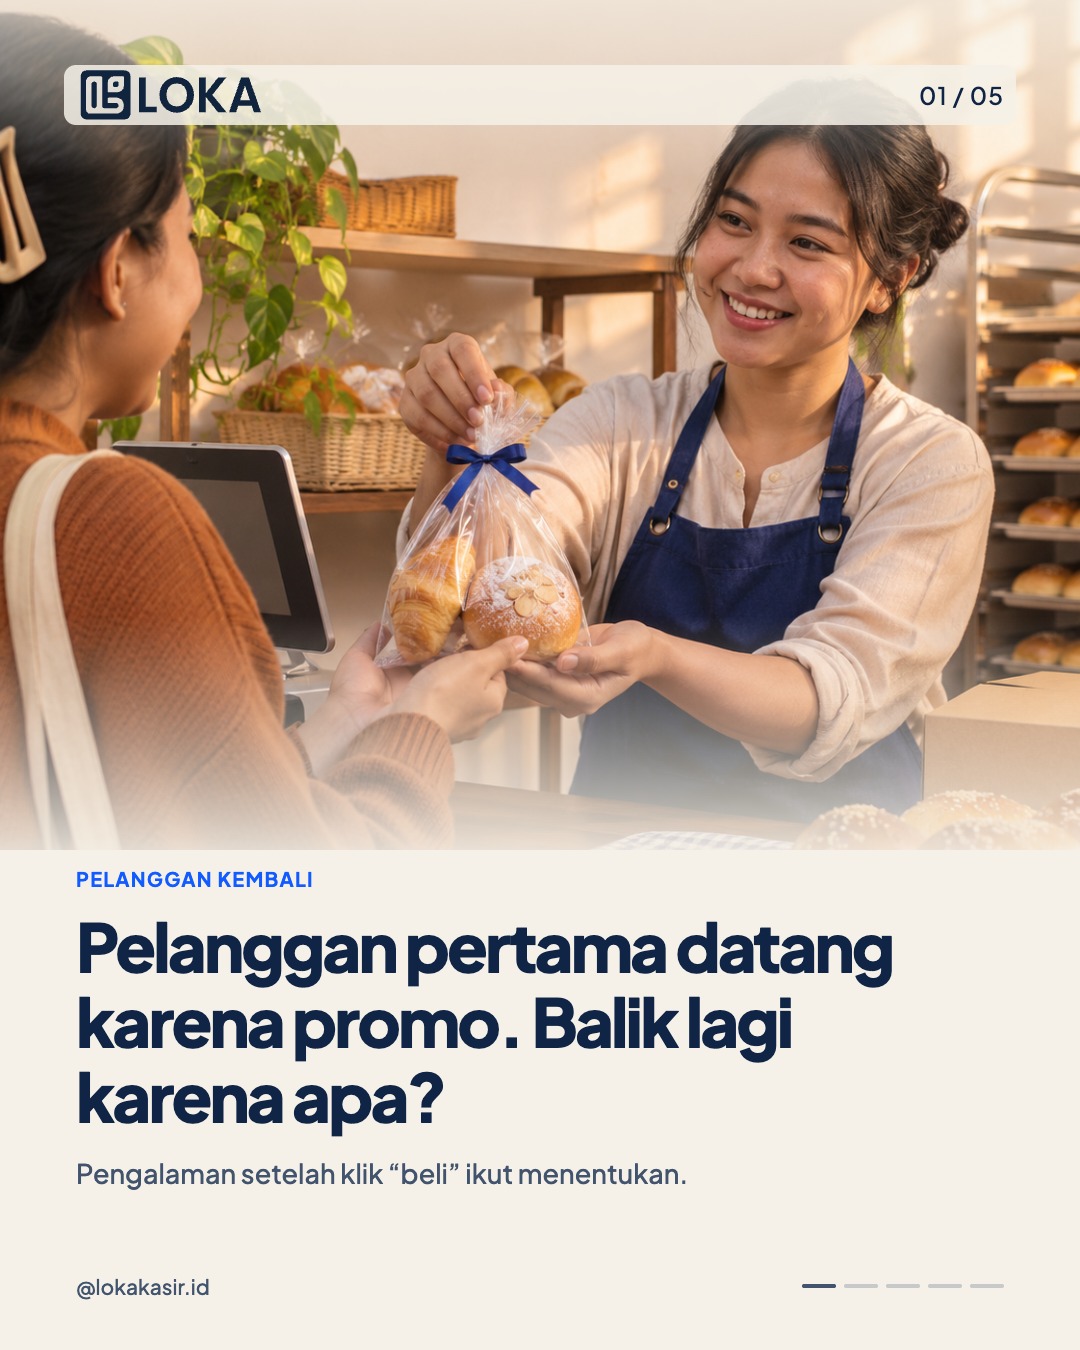 LOKA
01 / 05
PELANGGAN KEMBALI
Pelanggan pertama datang
karena promo. Balik lagi
karena apa?
Pengalaman setelah klik “beli” ikut menentukan.
@lokakasir.id